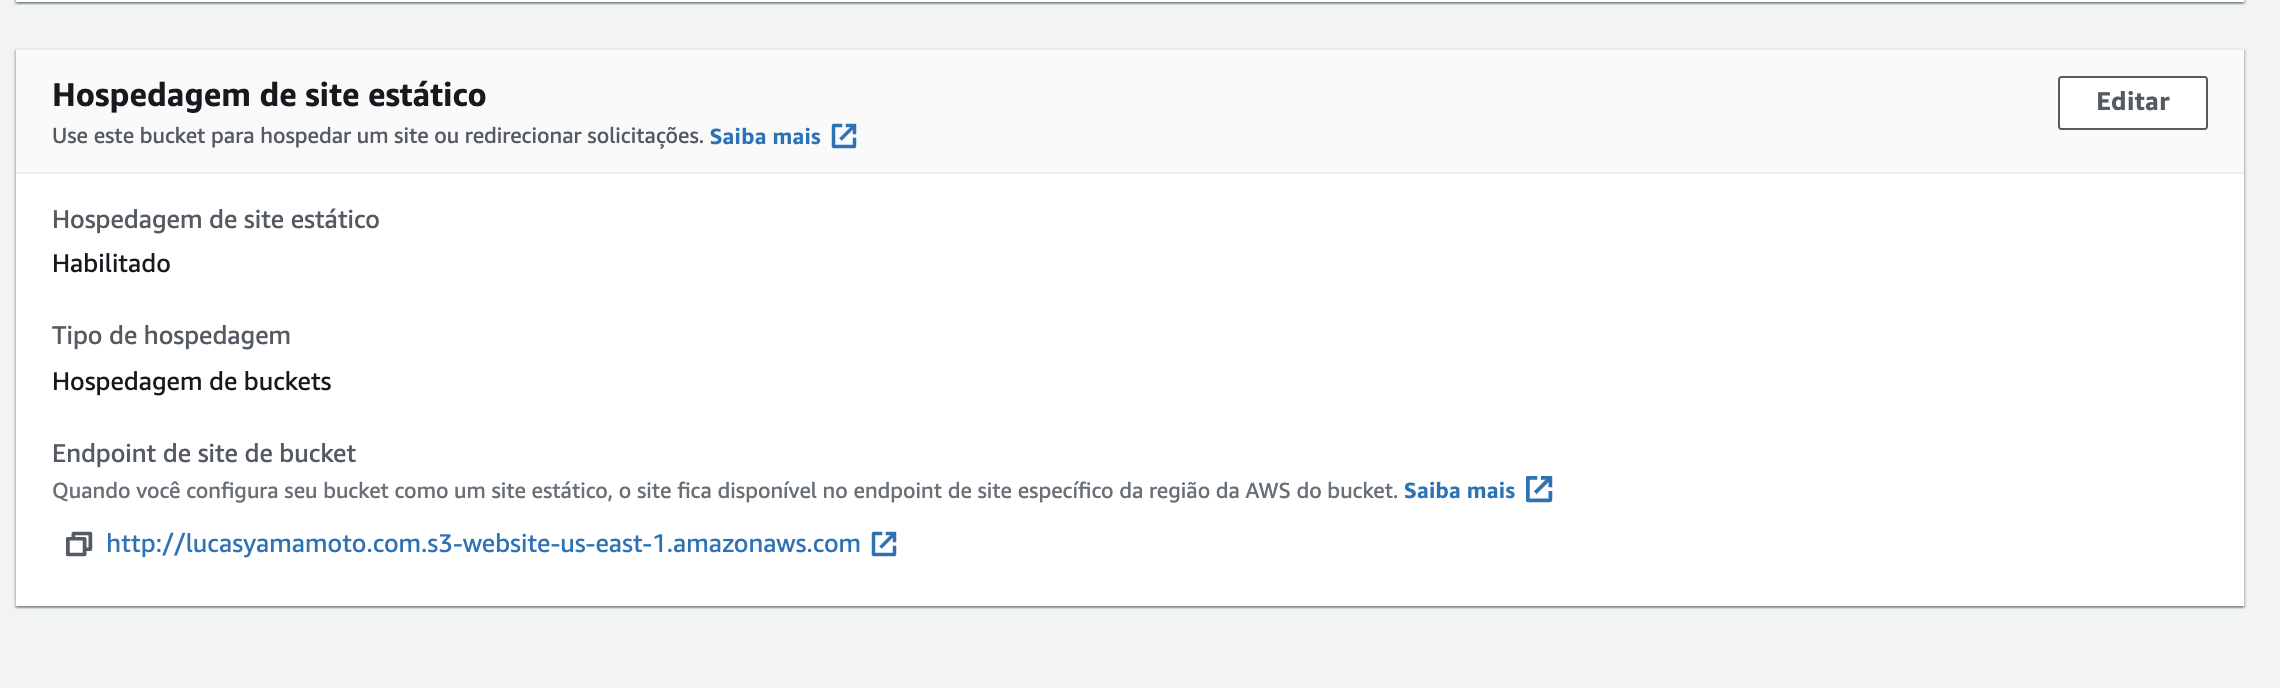 Hospedagem de site estático
Editar
Use este bucket para hospedar um site ou redirecionar solicitações. Saiba mais
Hospedagem de site estático
Habilitado
Tipo de hospedagem
Hospedagem de buckets
Endpoint de site de bucket
Quando você configura seu bucket como um site estático, o site fica disponível no endpoint de site específico da região da AWS do bucket. Saiba mais
http://lucasyamamoto.com.s3-website-us-east-1.amazonaws.com